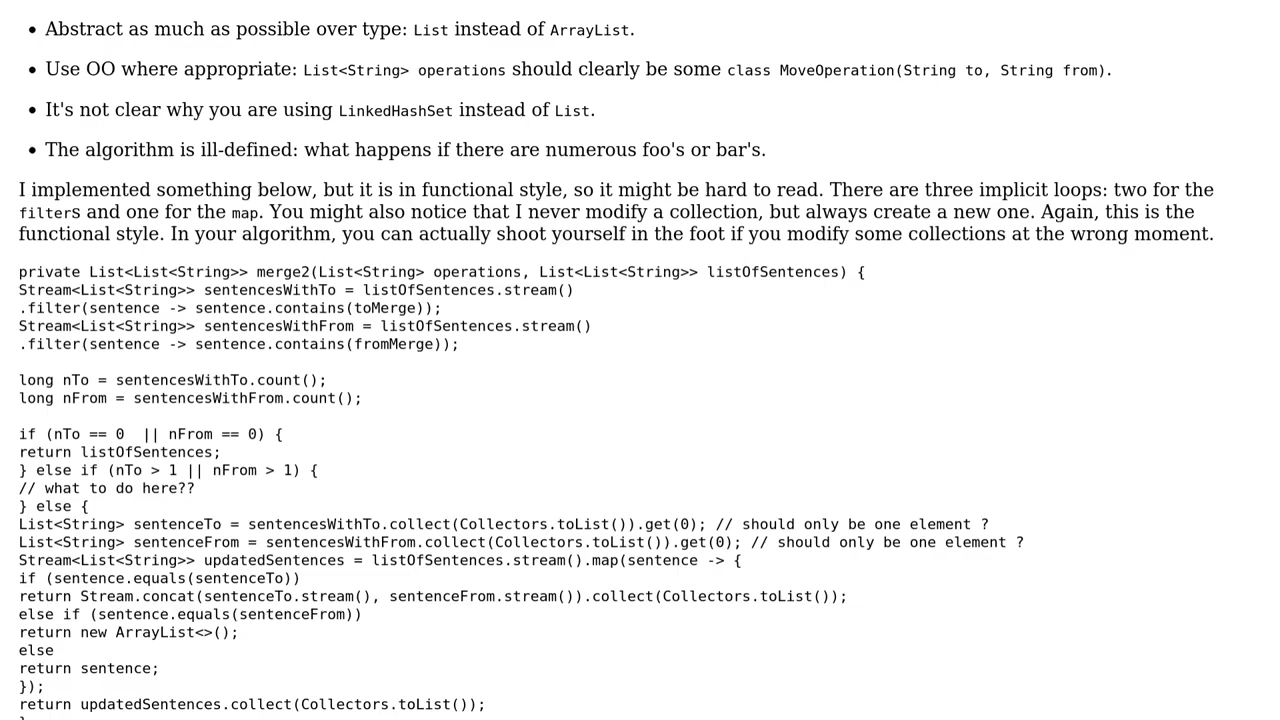 • Abstract as much as possible over type: List instead of ArrayList.
• Use OO where appropriate: List<String> operations should clearly be some class MoveOperation(String to, String from).
• It's not clear why you are using LinkedHashSet instead of List.
• The algorithm is ill-defined: what happens if there are numerous foo's or bar's.
I implemented something below, but it is in functional style, so it might be hard to read. There are three implicit loops: two for the
filters and one for the map. You might also notice that I never modify a collection, but always create a new one. Again, this is the
functional style. In your algorithm, you can actually shoot yourself in the foot if you modify some collections at the wrong moment.
private List<List<String>> merge2(List<String> operations, List<List<String>> listOfSentences) {
Stream<List<String>> sentencesWithTo = listOfSentences.stream()
.filter(sentence -> sentence.contains(toMerge));
Stream<List<String>> sentencesWithFrom = listOfSentences.stream()
.filter(sentence -> sentence.contains(fromMerge));
long nTo = sentencesWithTo.count();
long nFrom = sentencesWithFrom.count();
if (nTo == 0  || nFrom == 0) {
return listOfSentences;
} else if (nTo > 1 || nFrom > 1) {
// what to do here??
} else {
List<String> sentenceTo = sentencesWithTo.collect(Collectors.toList()).get(0); // should only be one element ?
List<String> sentenceFrom = sentencesWithFrom.collect(Collectors.toList()).get(0); // should only be one element ?
Stream<List<String>> updatedSentences = listOfSentences.stream().map(sentence -> {
if (sentence.equals(sentenceTo))
return Stream.concat(sentenceTo.stream(), sentenceFrom.stream()).collect(Collectors.toList());
else if (sentence.equals(sentenceFrom))
return new ArrayList<>();
else
return sentence;
});
return updatedSentences.collect(Collectors.toList());
}